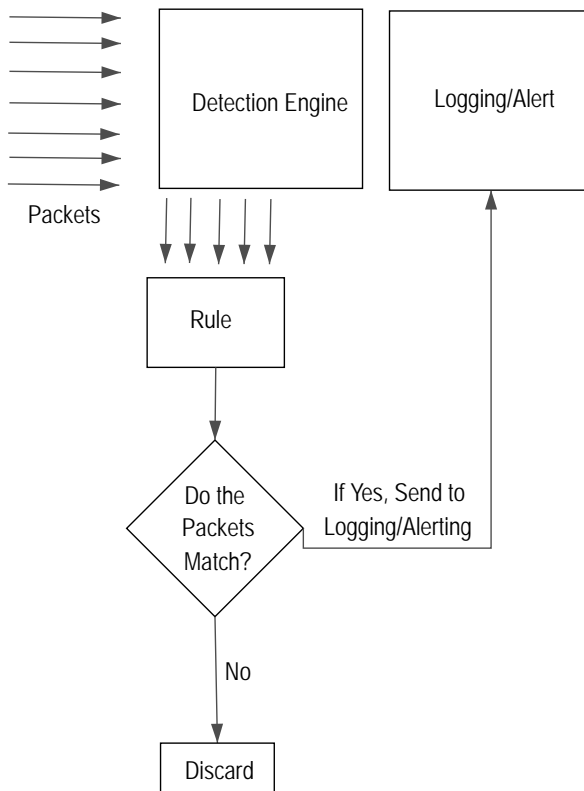 Detection Engine
Logging/Alert
Packets
Rule
Do the
Packets
Match?
If Yes, Send to
Logging/Alerting
No
Discard